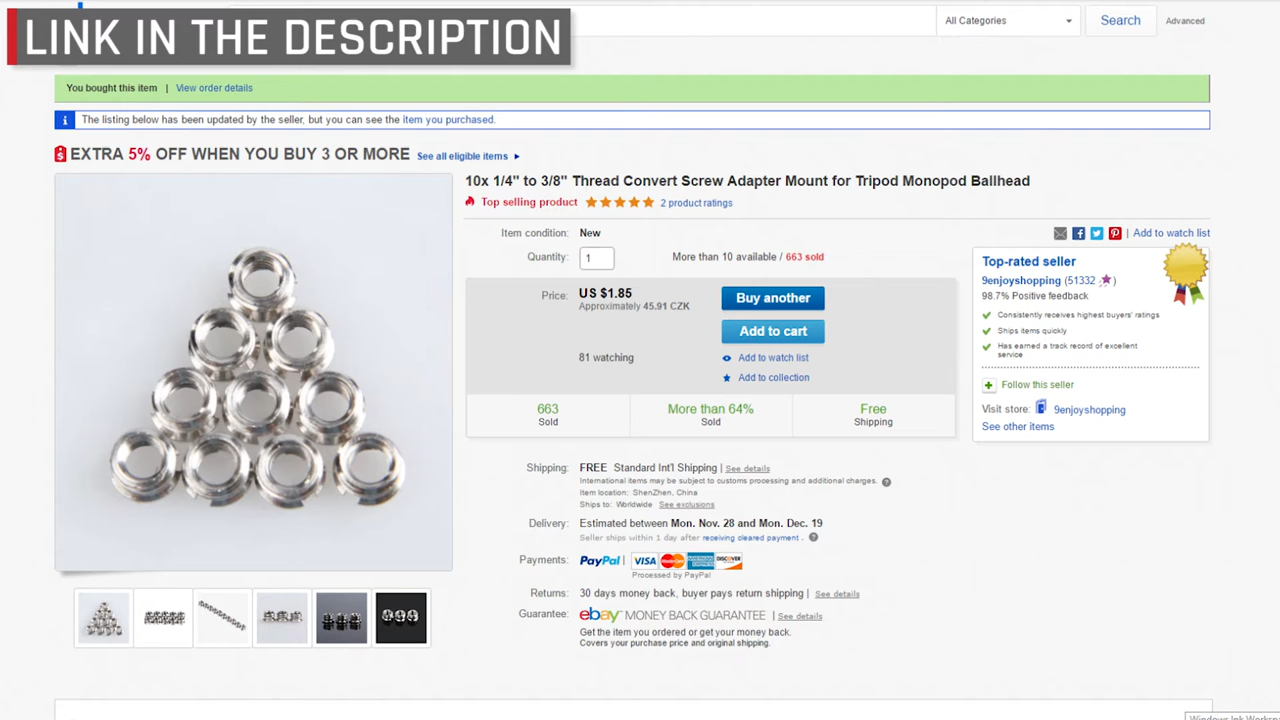 LINK IN THE DESCRIPTION
All Categories
Search
Advanced
You bought this item | View order details
The listing below has been updated by the seller, but you can see the item you purchased.
EXTRA 5% OFF WHEN YOU BUY 3 OR MORE See all eligible items
10x 1/4" to 3/8" Thread Convert Screw Adapter Mount for Tripod Monopod Ballhead
Top selling product 2 product ratings
Item condition: New
Add to watch list
Quantity: 1 More than 10 available / 663 sold
Price: US $1.85
Approximately 45.91 CZK
Buy another
Add to cart
81 watching
Add to watch list
Add to collection
663
Sold
More than 64%
Sold
Free
Shipping
Top-rated seller
9enjoyshopping (51332 )
98.7% Positive feedback
Consistently receives highest buyers' ratings
Ships items quickly
Has earned a track record of excellent
service
Follow this seller
Visit store: 9enjoyshopping
See other items
Shipping: FREE Standard Int'l Shipping | See details
International items may be subject to customs processing and additional charges.
Item location: ShenZhen, China
Ships to: Worldwide See exclusions
Delivery: Estimated between Mon. Nov. 28 and Mon. Dec. 19
Seller ships within 1 day after receiving cleared payment.
Payments: PayPal | VISA MasterCard AMERICAN EXPRESS DISCOVER
Processed by PayPal
Returns: 30 days money back, buyer pays return shipping | See details
Guarantee: ebay MONEY BACK GUARANTEE | See details
Get the item you ordered or get your money back.
Covers your purchase price and original shipping.